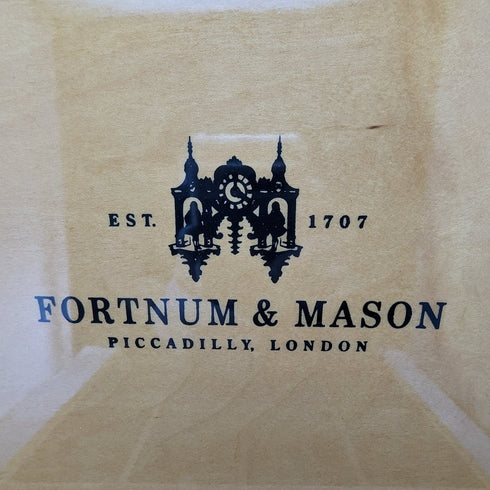 EST. 1707
FORTNUM & MASON
PICCADILLY, LONDON